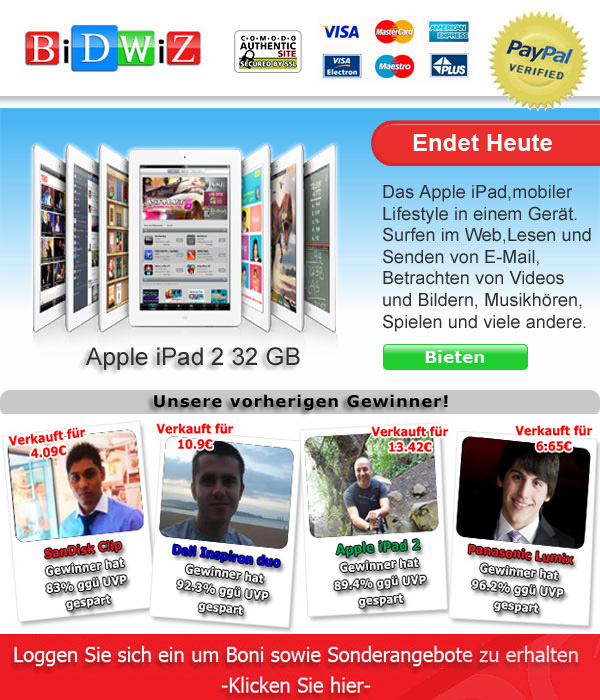 BiDWiZ
COMODO
AUTHENTIC
SITE
SECURED BY SSL
VISA
MasterCard
AMERICAN EXPRESS
VISA
Electron
Maestro
PLUS
PayPal
VERIFIED
Endet Heute
Das Apple iPad,mobiler
Lifestyle in einem Gerät.
Surfen im Web,Lesen und
Senden von E-Mail,
Betrachten von Videos
und Bildern, Musikhören,
Spielen und viele andere.
Apple iPad 2 32 GB
Bieten
Unsere vorherigen Gewinner!
Verkauft für
4.09€
SanDisk Clip
Gewinner hat
83% ggü UVP
gespart
Verkauft für
10.9€
Dell Inspiron duo
Gewinner hat
92.3% ggü UVP
gespart
Verkauft für
13.42€
Apple iPad 2
Gewinner hat
89,4% ggü UVP
gespart
Verkauft für
6:65€
Panasonic Lumix
Gewinner hat
96.2% ggü UVP
gespart
Loggen Sie sich ein um Boni sowie Sonderangebote zu erhalten
-Klicken Sie hier-